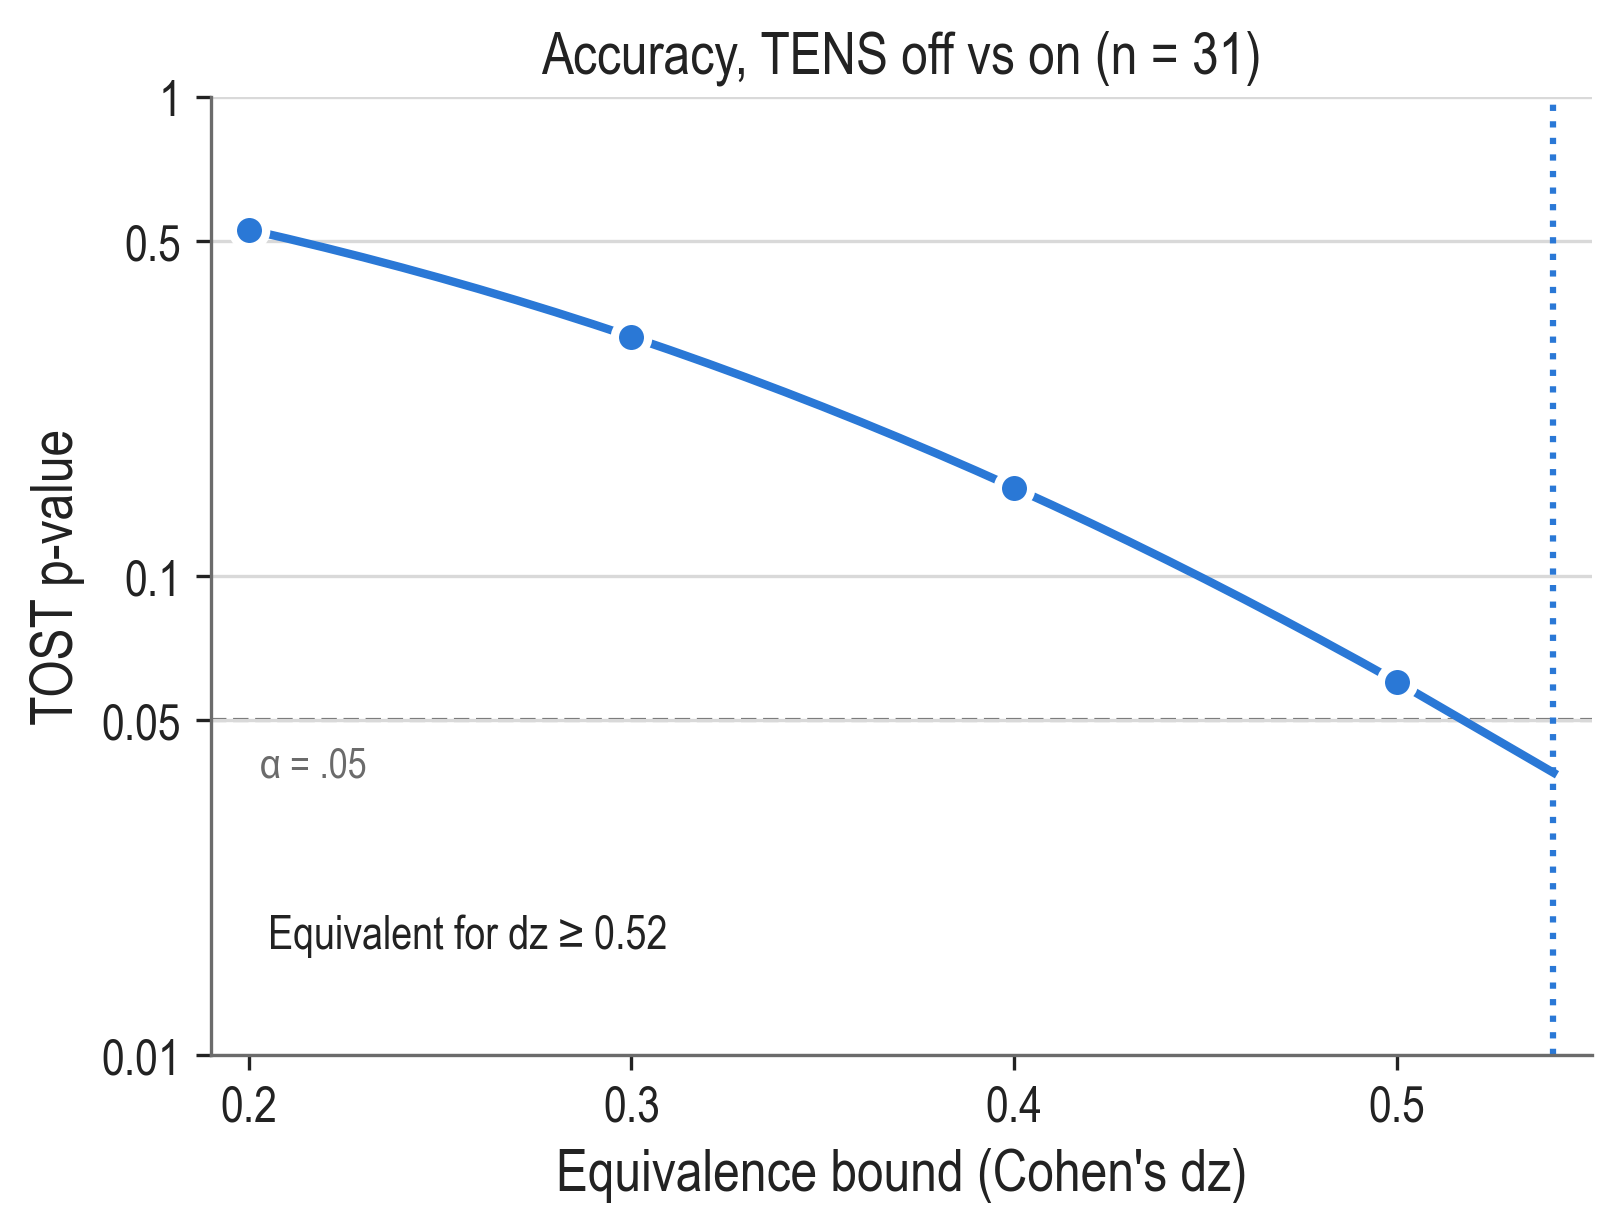 Accuracy, TENS off vs on (n = 31)
TOST p-value
1
0.5
0.1
0.05
0.01
α = .05
Equivalent for dz ≥ 0.52
0.2 0.3 0.4 0.5
Equivalence bound (Cohen's dz)